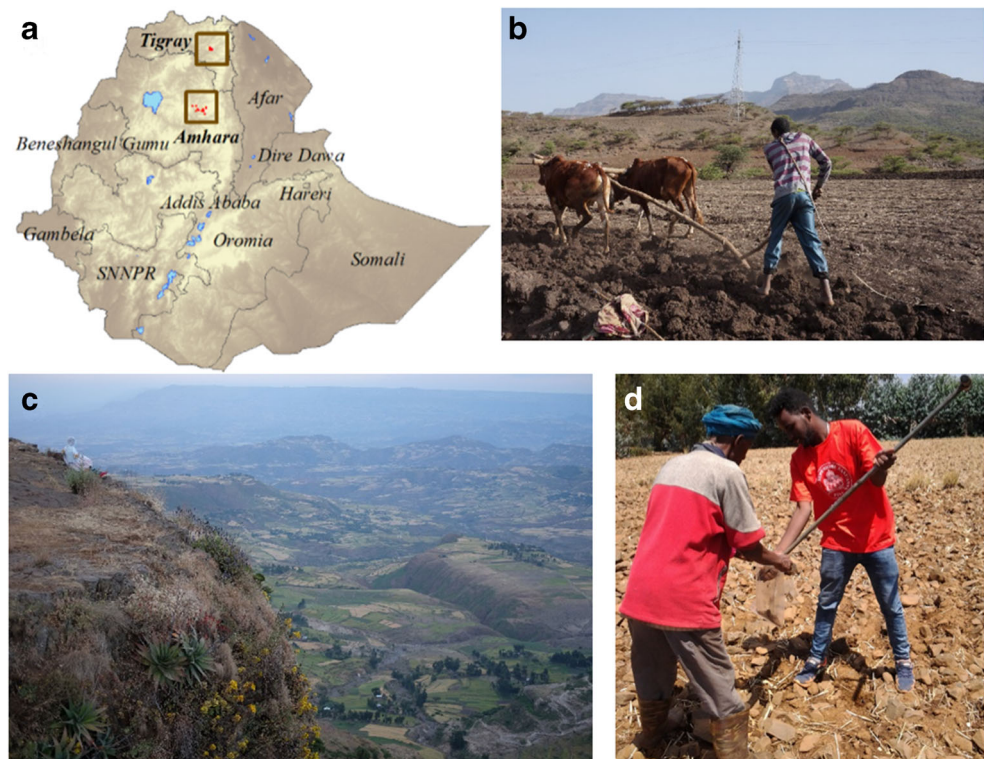 a
Tigray
Afar
Amhara
Beneshangul Gumu
Dire Dawa
Addis Ababa
Hareri
Gambela
Oromia
Somali
SNNPR
b
c
d